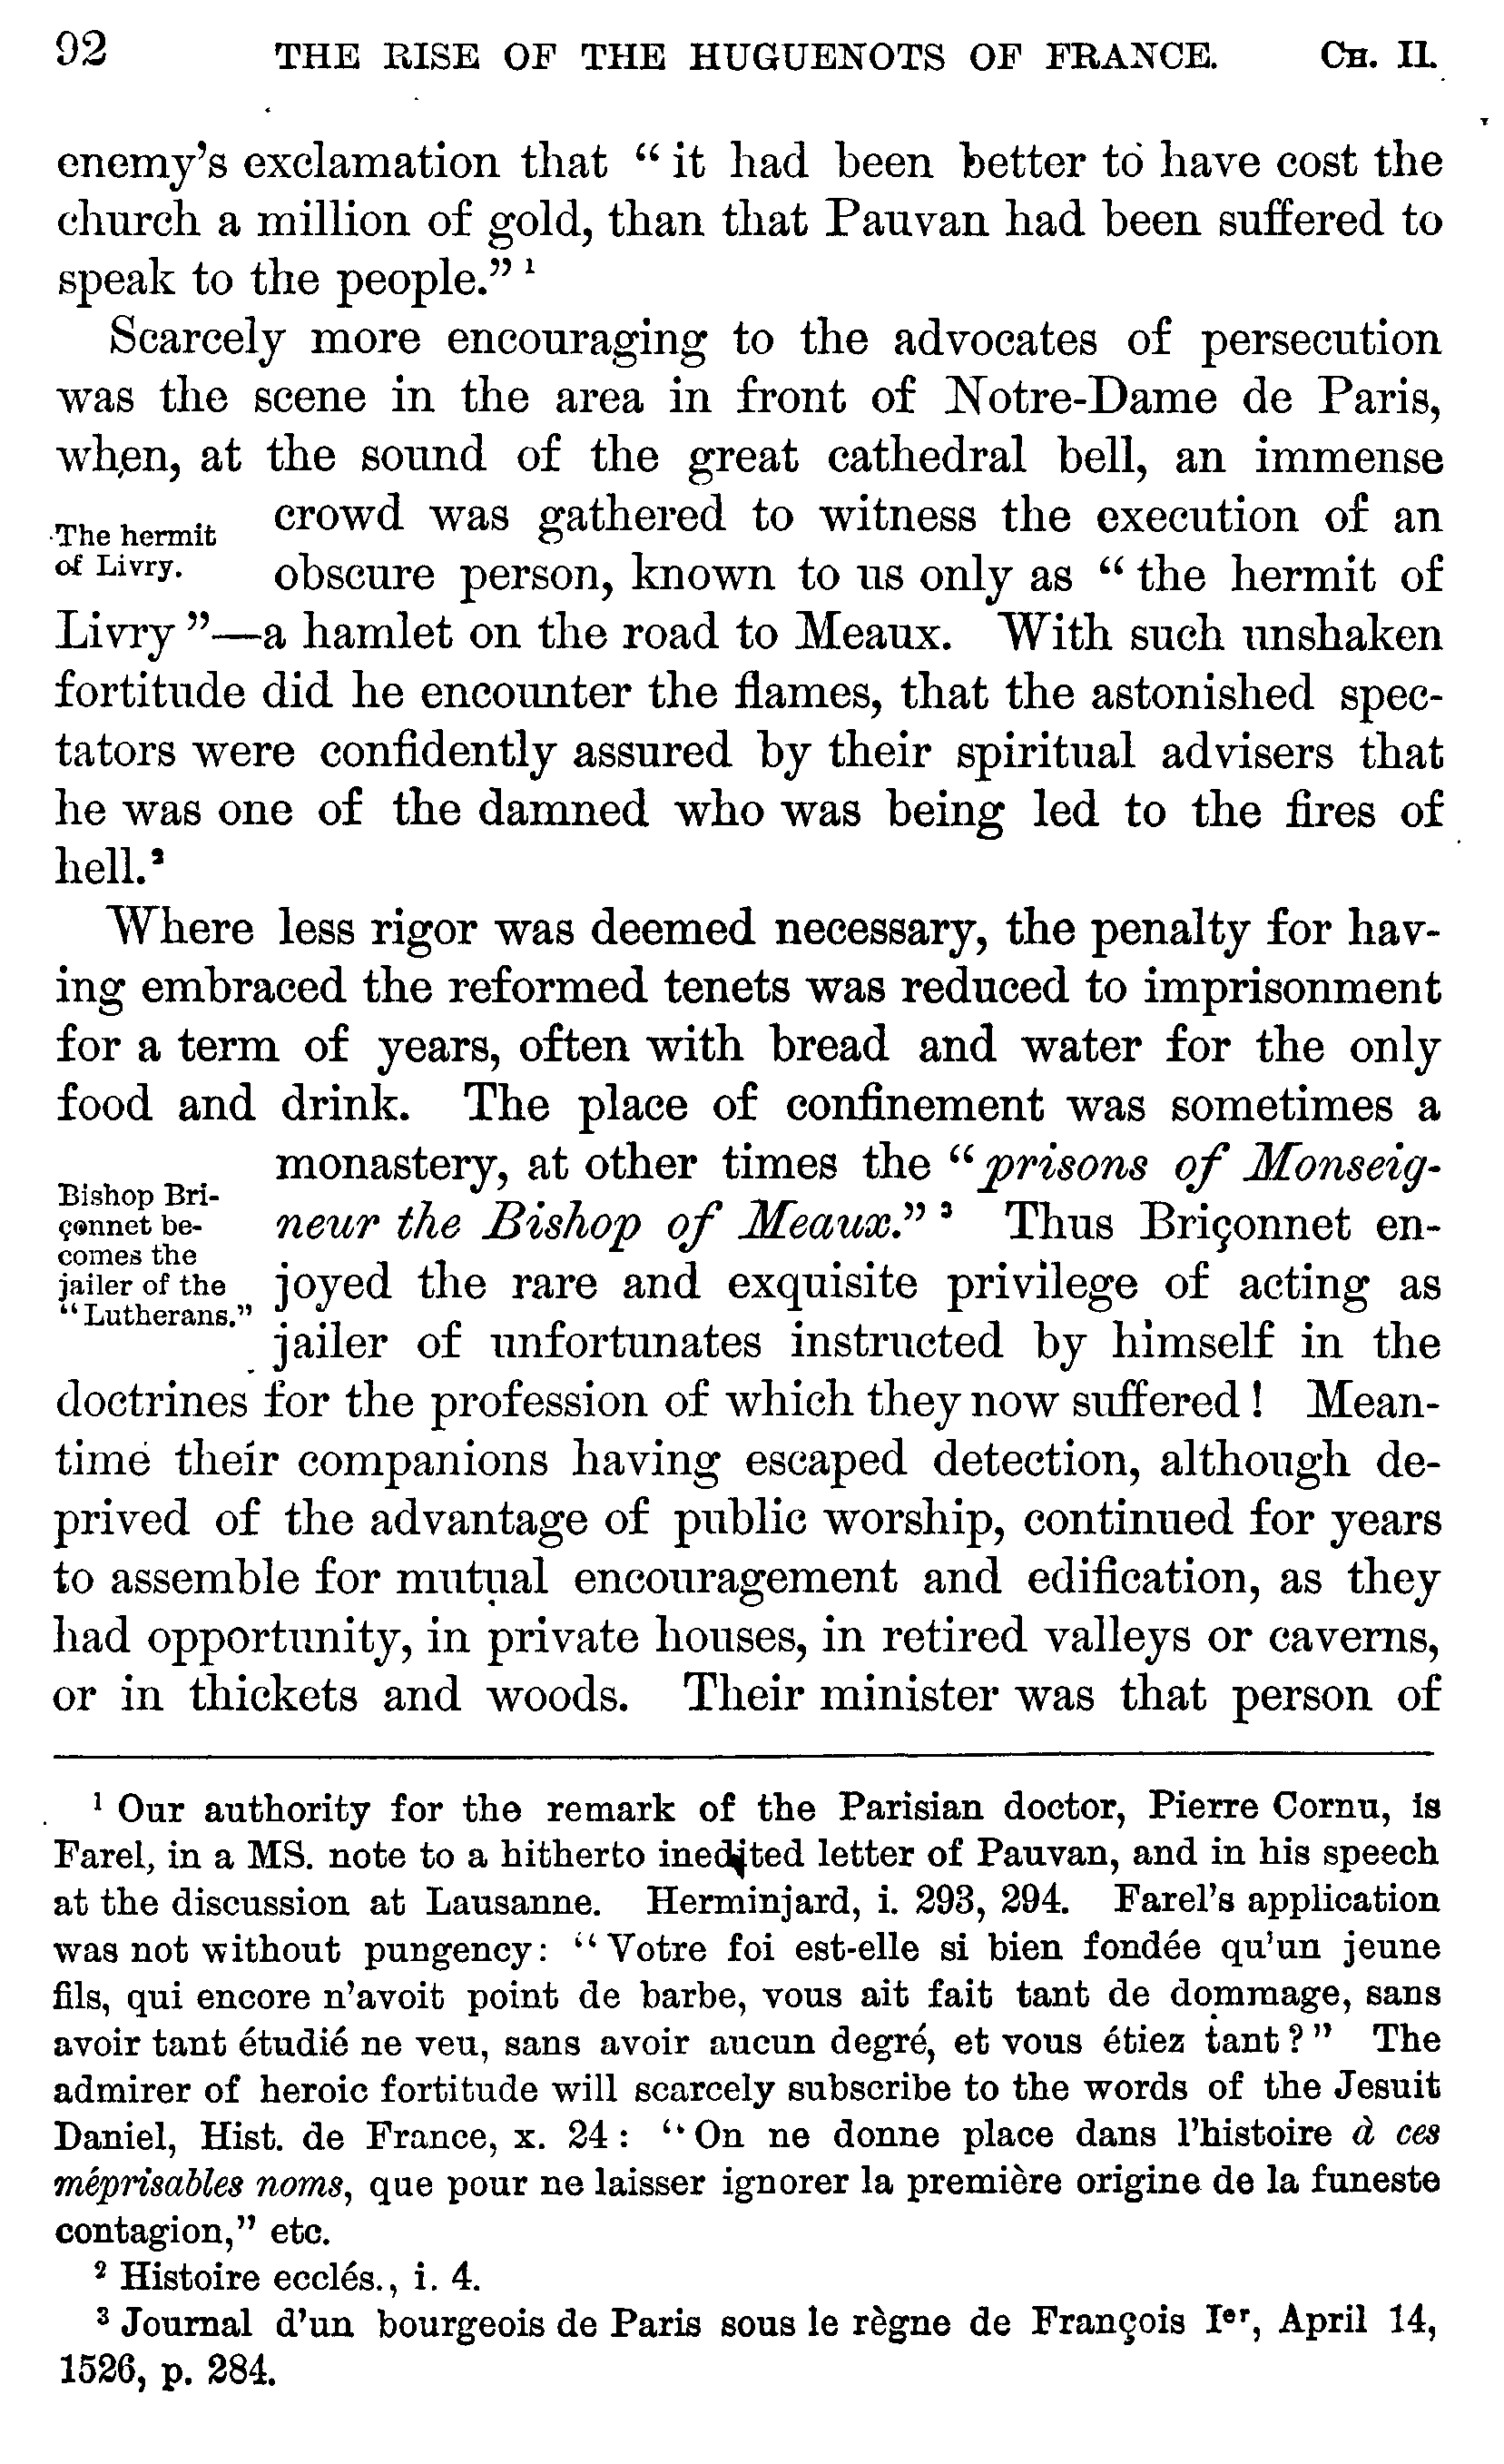 92 THE RISE OF THE HUGUENOTS OF FRANCE. CH. II.
enemy's exclamation that "it had been better to have cost the
church a million of gold, than that Pauvan had been suffered to
speak to the people." ¹
Scarcely more encouraging to the advocates of persecution
was the scene in the area in front of Notre-Dame de Paris,
when, at the sound of the great cathedral bell, an immense
The hermit
of Livry.
crowd was gathered to witness the execution of an
obscure person, known to us only as "the hermit of
Livry"—a hamlet on the road to Meaux. With such unshaken
fortitude did he encounter the flames, that the astonished spec-
tators were confidently assured by their spiritual advisers that
he was one of the damned who was being led to the fires of
hell.²
Where less rigor was deemed necessary, the penalty for hav-
ing embraced the reformed tenets was reduced to imprisonment
for a term of years, often with bread and water for the only
food and drink. The place of confinement was sometimes a
Bishop Bri-
çonnet be-
comes the
jailer of the
"Lutherans."
monastery, at other times the "prisons of Monseig-
neur the Bishop of Meaux." ³ Thus Briçonnet en-
joyed the rare and exquisite privilege of acting as
jailer of unfortunates instructed by himself in the
doctrines for the profession of which they now suffered! Mean-
time their companions having escaped detection, although de-
prived of the advantage of public worship, continued for years
to assemble for mutual encouragement and edification, as they
had opportunity, in private houses, in retired valleys or caverns,
or in thickets and woods. Their minister was that person of
¹ Our authority for the remark of the Parisian doctor, Pierre Cornu, is
Farel, in a MS. note to a hitherto inedited letter of Pauvan, and in his speech
at the discussion at Lausanne. Herminjard, i. 293, 294. Farel's application
was not without pungency: "Votre foi est-elle si bien fondée qu'un jeune
fils, qui encore n'avoit point de barbe, vous ait fait tant de dommage, sans
avoir tant étudié ne veu, sans avoir aucun degré, et vous étiez tant?" The
admirer of heroic fortitude will scarcely subscribe to the words of the Jesuit
Daniel, Hist. de France, x. 24: "On ne donne place dans l'histoire à ces
méprisables noms, que pour ne laisser ignorer la première origine de la funeste
contagion," etc.
² Histoire ecclés., i. 4.
³ Journal d'un bourgeois de Paris sous le règne de François Iᵉʳ, April 14,
1526, p. 284.